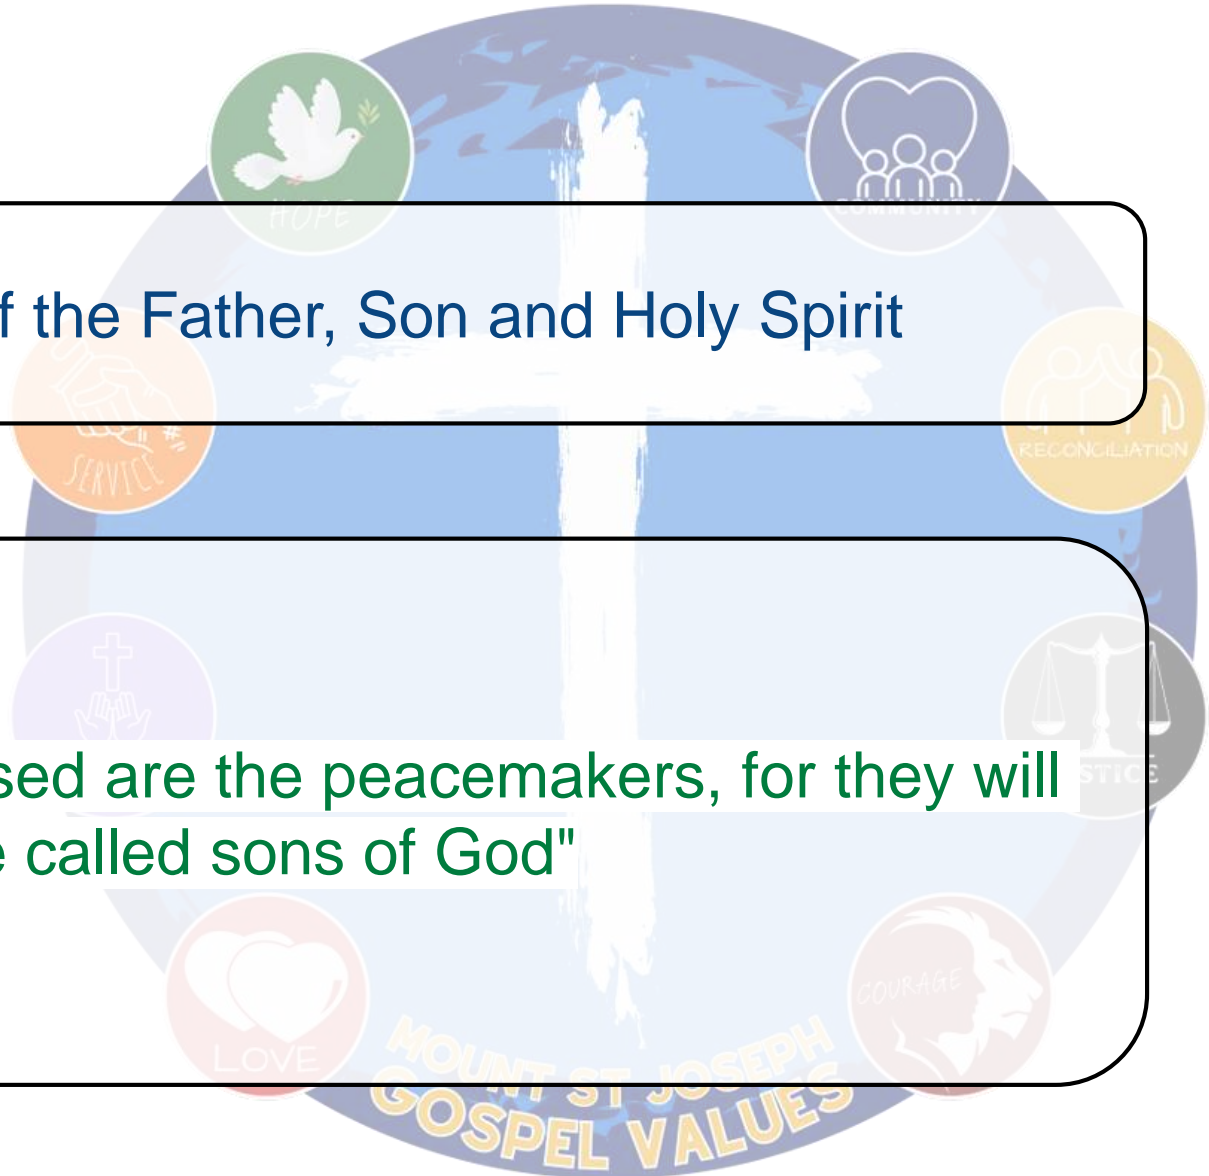 HOPE
COMMUNITY
f the Father, Son and Holy Spirit
SERVICE
RECONCILIATION
sed are the peacemakers, for they will
STICE
e called sons of God"
LOVE
COURAGE
MOUNT ST JOSEPH
GOSPEL VALUES